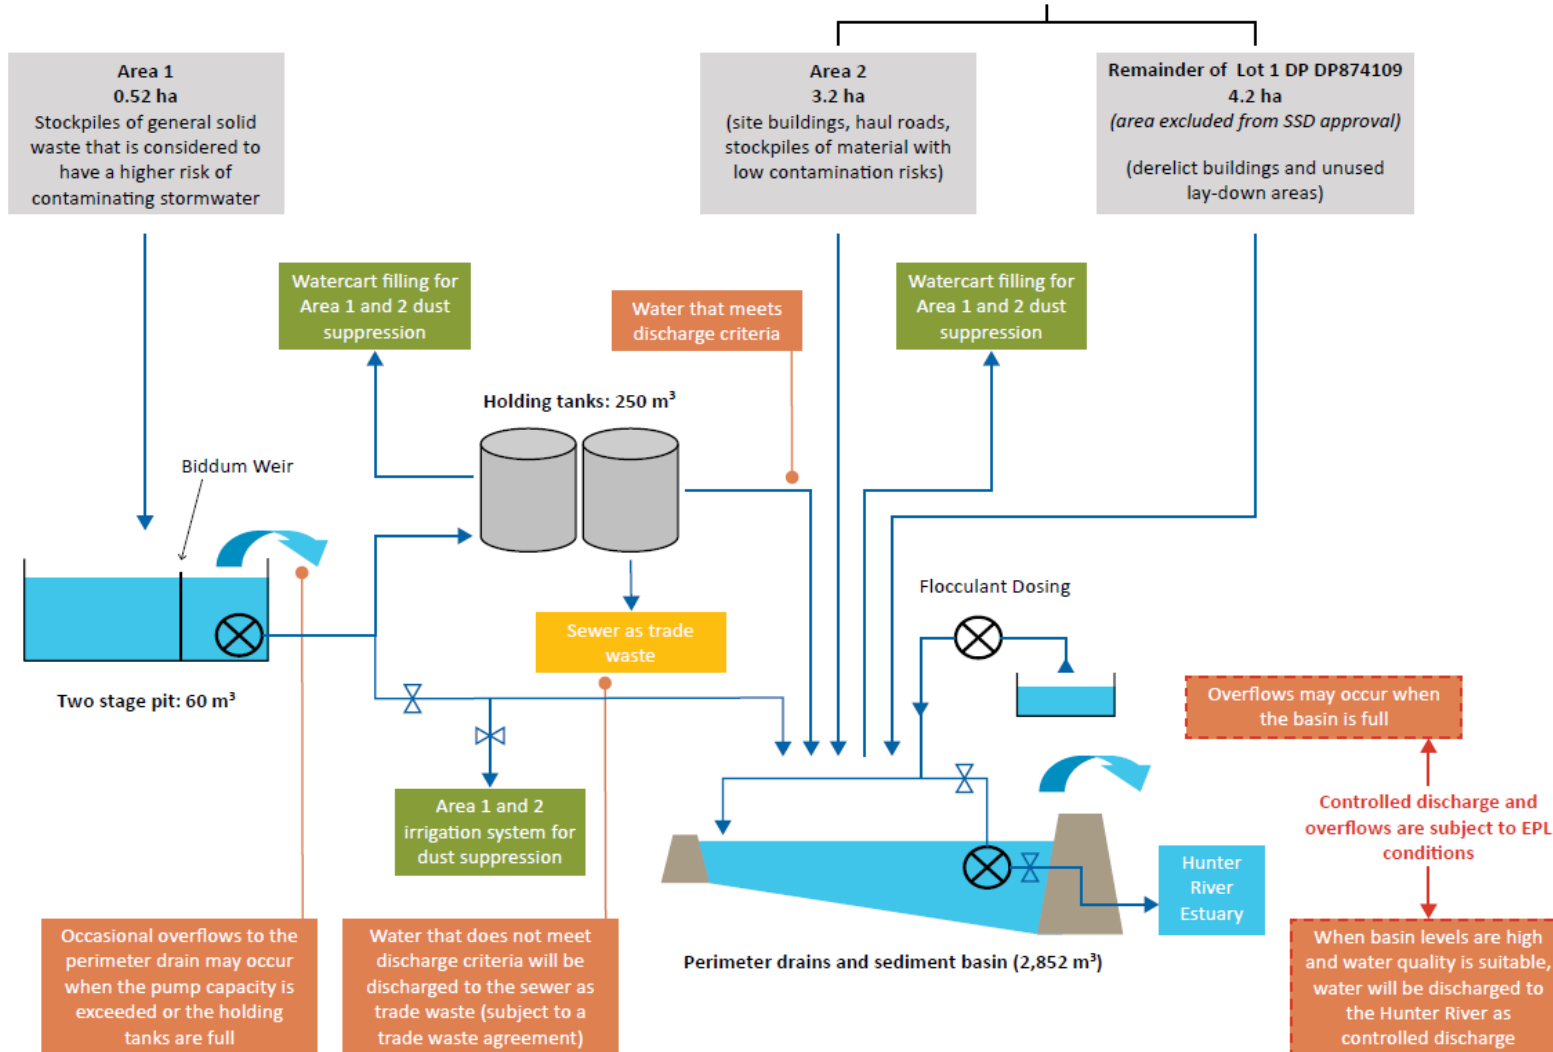 Area 1
0.52 ha
Stockpiles of general solid
waste that is considered to
have a higher risk of
contaminating stormwater
Area 2
3.2 ha
(site buildings, haul roads,
stockpiles of material with
low contamination risks)
Remainder of Lot 1 DP DP874109
4.2 ha
(area excluded from SSD approval)
(derelict buildings and unused
lay-down areas)
Watercart filling for
Area 1 and 2 dust
suppression
Water that meets
discharge criteria
Watercart filling for
Area 1 and 2 dust
suppression
Holding tanks: 250 m³
Biddum Weir
Flocculant Dosing
Sewer as trade
waste
Two stage pit: 60 m³
Overflows may occur when
the basin is full
Area 1 and 2
irrigation system for
dust suppression
Controlled discharge and
overflows are subject to EPL
conditions
Hunter
River
Estuary
Occasional overflows to the
perimeter drain may occur
when the pump capacity is
exceeded or the holding
tanks are full
Water that does not meet
discharge criteria will be
discharged to the sewer as
trade waste (subject to a
trade waste agreement)
Perimeter drains and sediment basin (2,852 m³)
When basin levels are high
and water quality is suitable,
water will be discharged to
the Hunter River as
controlled discharge